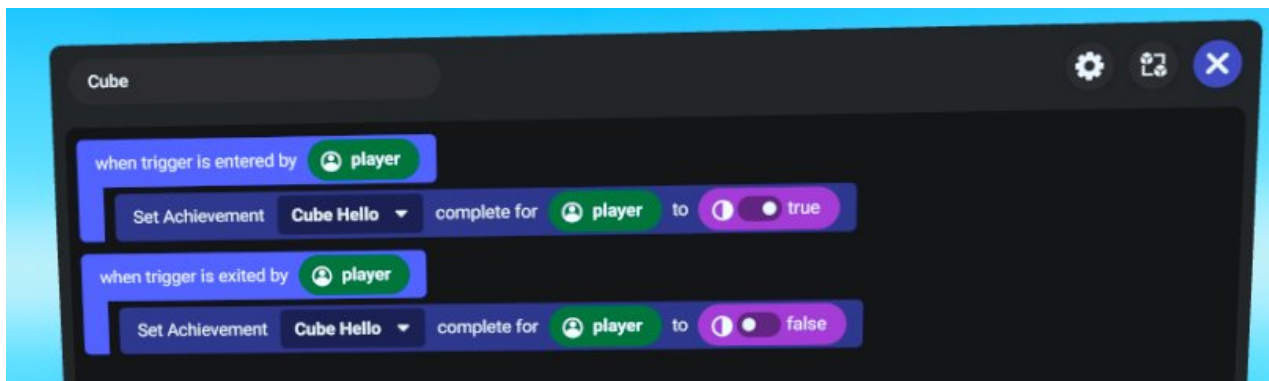 Cube
when trigger is entered by player
Set Achievement Cube Hello complete for player to true
when trigger is exited by player
Set Achievement Cube Hello complete for player to false